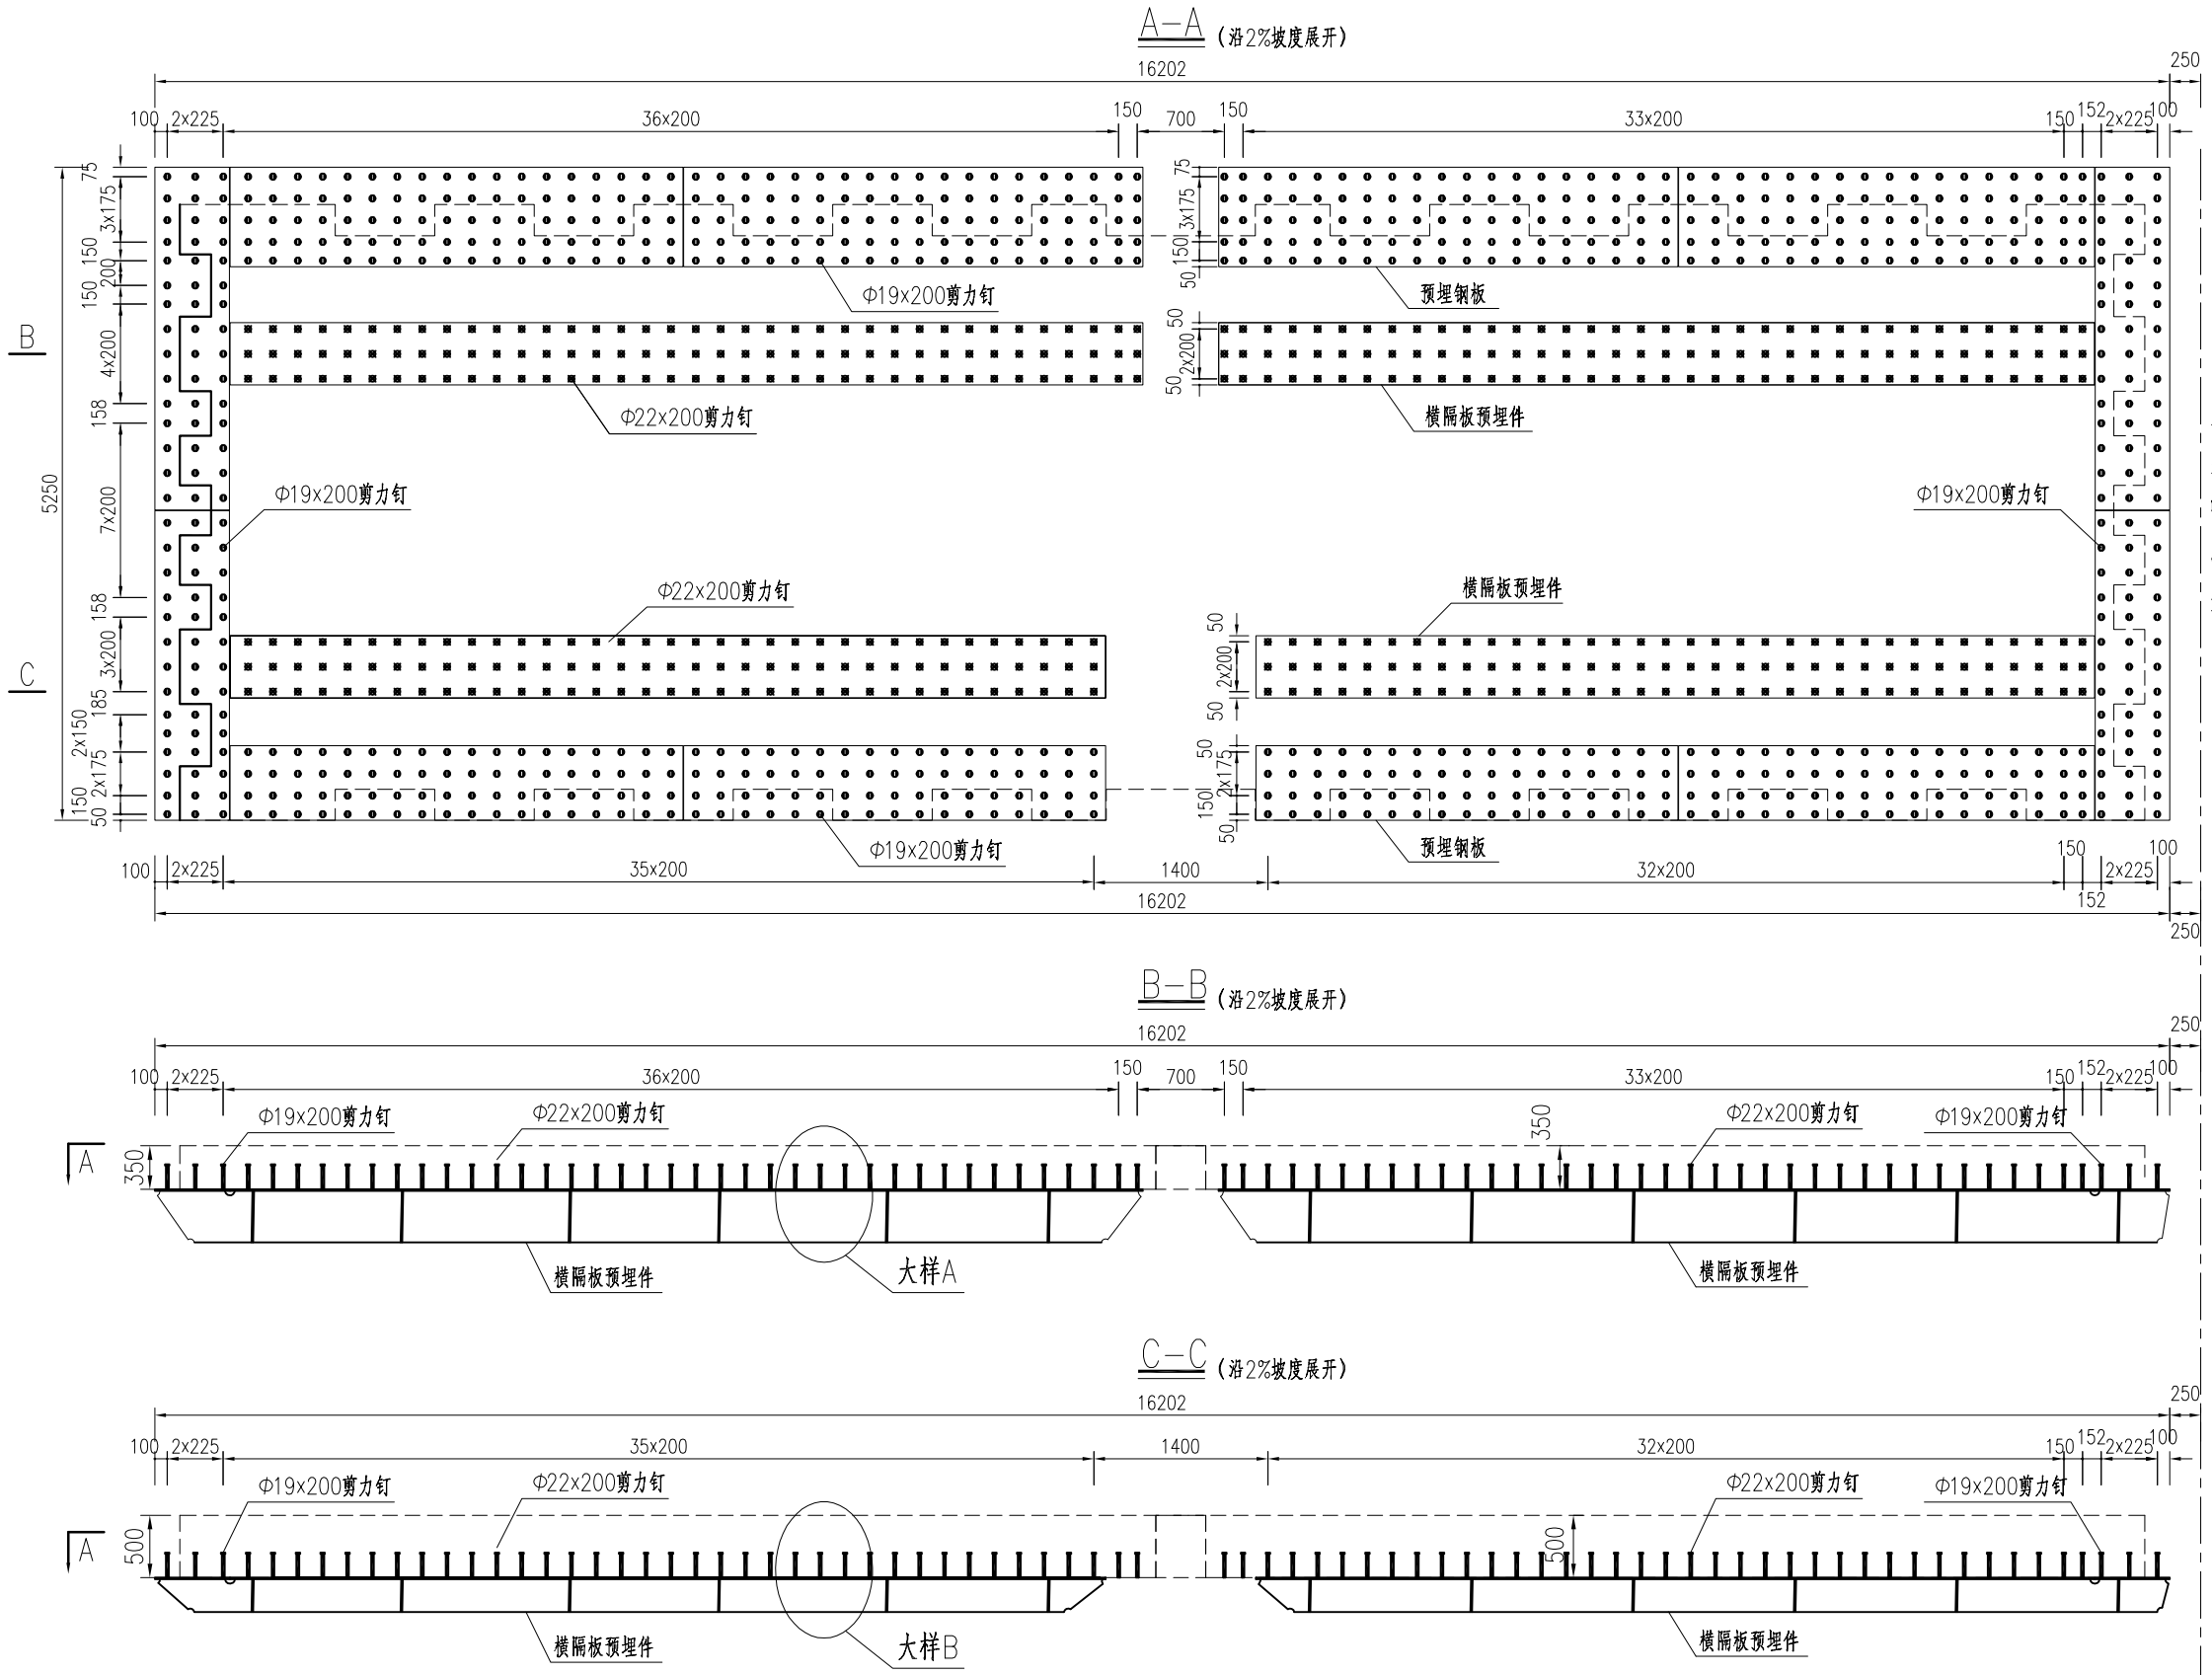 A-A (沿2%坡度展开)
16202 250
100 2x225 36x200 150 700 150 33x200 150 152 2x225 100
75 3x175 150 200 150 4x200 158 7x200 158 3x200 185 2x150 2x175 150 50
5250
75 3x175 150 50
Φ19x200剪力钉
预埋钢板
B
50 2x200 50
Φ22x200剪力钉
横隔板预埋件
Φ19x200剪力钉
Φ19x200剪力钉
Φ22x200剪力钉
横隔板预埋件
C
50 2x200 50
50 2x175 150 50
Φ19x200剪力钉
预埋钢板
100 2x225 35x200 1400 32x200 150 152 2x225 100
16202 250
B-B (沿2%坡度展开)
16202 250
100 2x225 36x200 150 700 150 33x200 150 152 2x225 100
Φ19x200剪力钉 Φ22x200剪力钉 Φ22x200剪力钉 Φ19x200剪力钉
A 350 350
横隔板预埋件 大样A 横隔板预埋件
C-C (沿2%坡度展开)
16202 250
100 2x225 35x200 1400 32x200 150 152 2x225 100
Φ19x200剪力钉 Φ22x200剪力钉 Φ22x200剪力钉 Φ19x200剪力钉
A 500 500
横隔板预埋件 大样B 横隔板预埋件